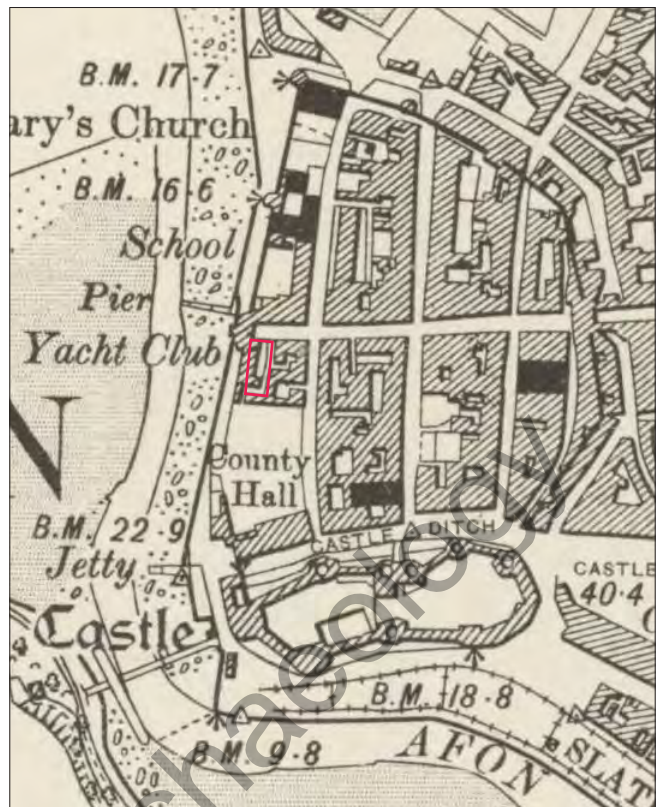 B.M. 17·7
ary's Church
B.M. 16·6
School
Pier
Yacht Club
N
County
Hall
B.M. 22·9
CASTLE DITCH
Jetty
CASTLE
40·4
Castle
B.M. 18·8
B.M. 9·8
AFON
SLAT
chaeology